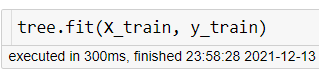 tree.fit(X_train, y_train)
executed in 300ms, finished 23:58:28 2021-12-13